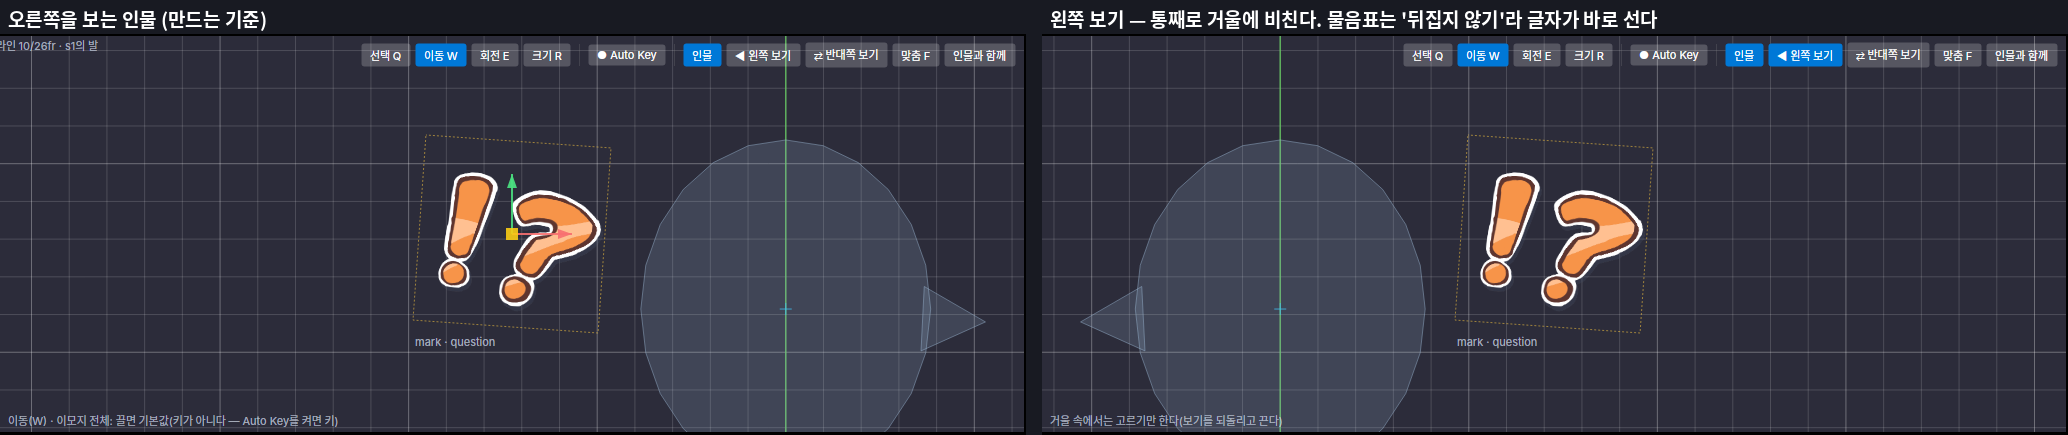 오른쪽을 보는 인물 (만드는 기준)
라인 10/26fr · s1의 발
선택 Q 이동 W 회전 E 크기 R ● Auto Key 인물 ◀ 왼쪽 보기 ⇄ 반대쪽 보기 맞춤 F 인물과 함께
!?
mark · question
이동(W) · 이모지 전체: 끌면 기본값(키가 아니다 — Auto Key를 켜면 키)
왼쪽 보기 — 통째로 거울에 비친다. 물음표는 '뒤집지 않기'라 글자가 바로 선다
선택 Q 이동 W 회전 E 크기 R ● Auto Key 인물 ◀ 왼쪽 보기 ⇄ 반대쪽 보기 맞춤 F 인물과 함께
!?
mark · question
거울 속에서는 고르기만 한다(보기를 되돌리고 끈다)